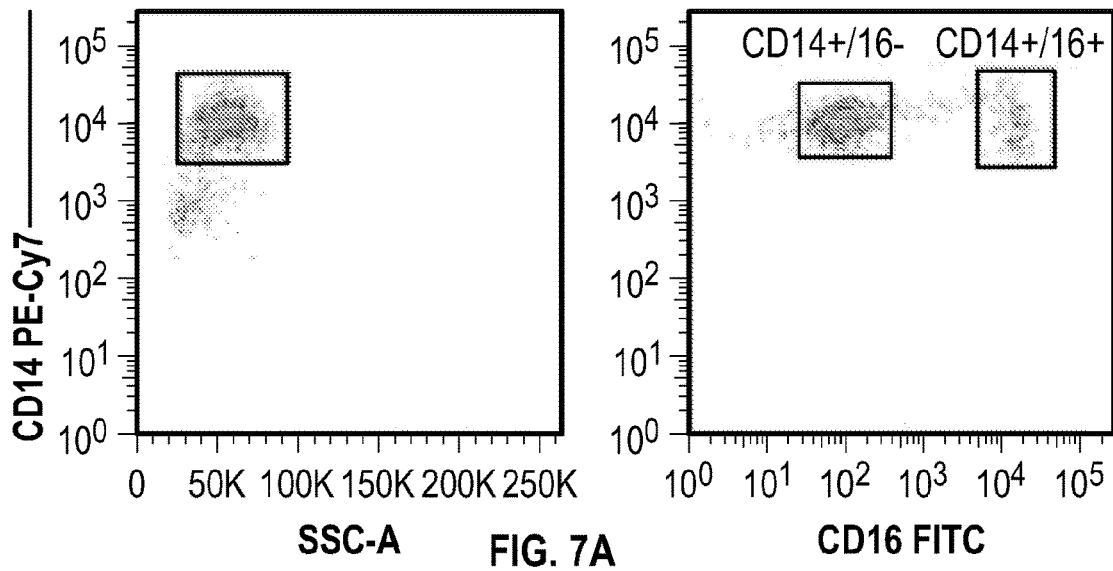 CD14 PE-Cy7
10⁵
10⁴
10³
10²
10¹
10⁰
0 50K 100K 150K 200K 250K
SSC-A
CD14+/16- CD14+/16+
10⁵
10⁴
10³
10²
10¹
10⁰
10⁰ 10¹ 10² 10³ 10⁴ 10⁵
CD16 FITC
FIG. 7A